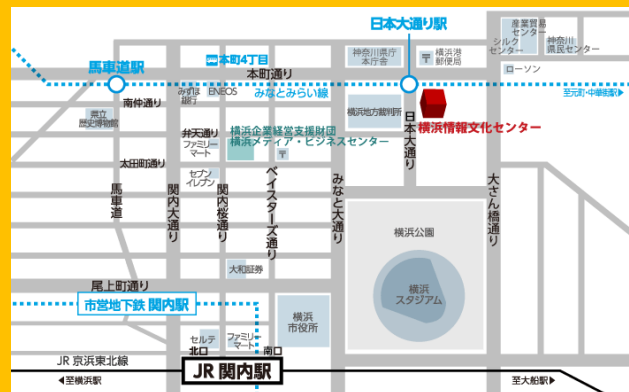 日本大通り駅
産業貿易
センター
シルク
センター
神奈川
県民センター
神奈川県庁
本庁舎
横浜港
郵便局
本町4丁目
馬車道駅
本町通り
ローソン
みずほ
銀行
ENEOS
みなとみらい線
至元町・中華街駅▶
南仲通り
県立
歴史博物館
横浜地方裁判所
日本大通り
横浜情報文化センター
弁天通り
ファミリー
マート
横浜企業経営支援財団
横浜メディア・ビジネスセンター
太田町通り
セブン
イレブン
馬車道
関内大通り
関内桜通り
ベイスターズ通り
みなと大通り
大さん橋通り
横浜公園
大和証券
尾上町通り
横浜
スタジアム
市営地下鉄 関内駅
横浜
市役所
セルテ
ファミリー
マート
北口
南口
JR 京浜東北線
JR 関内駅
◀至横浜駅
至大船駅▶